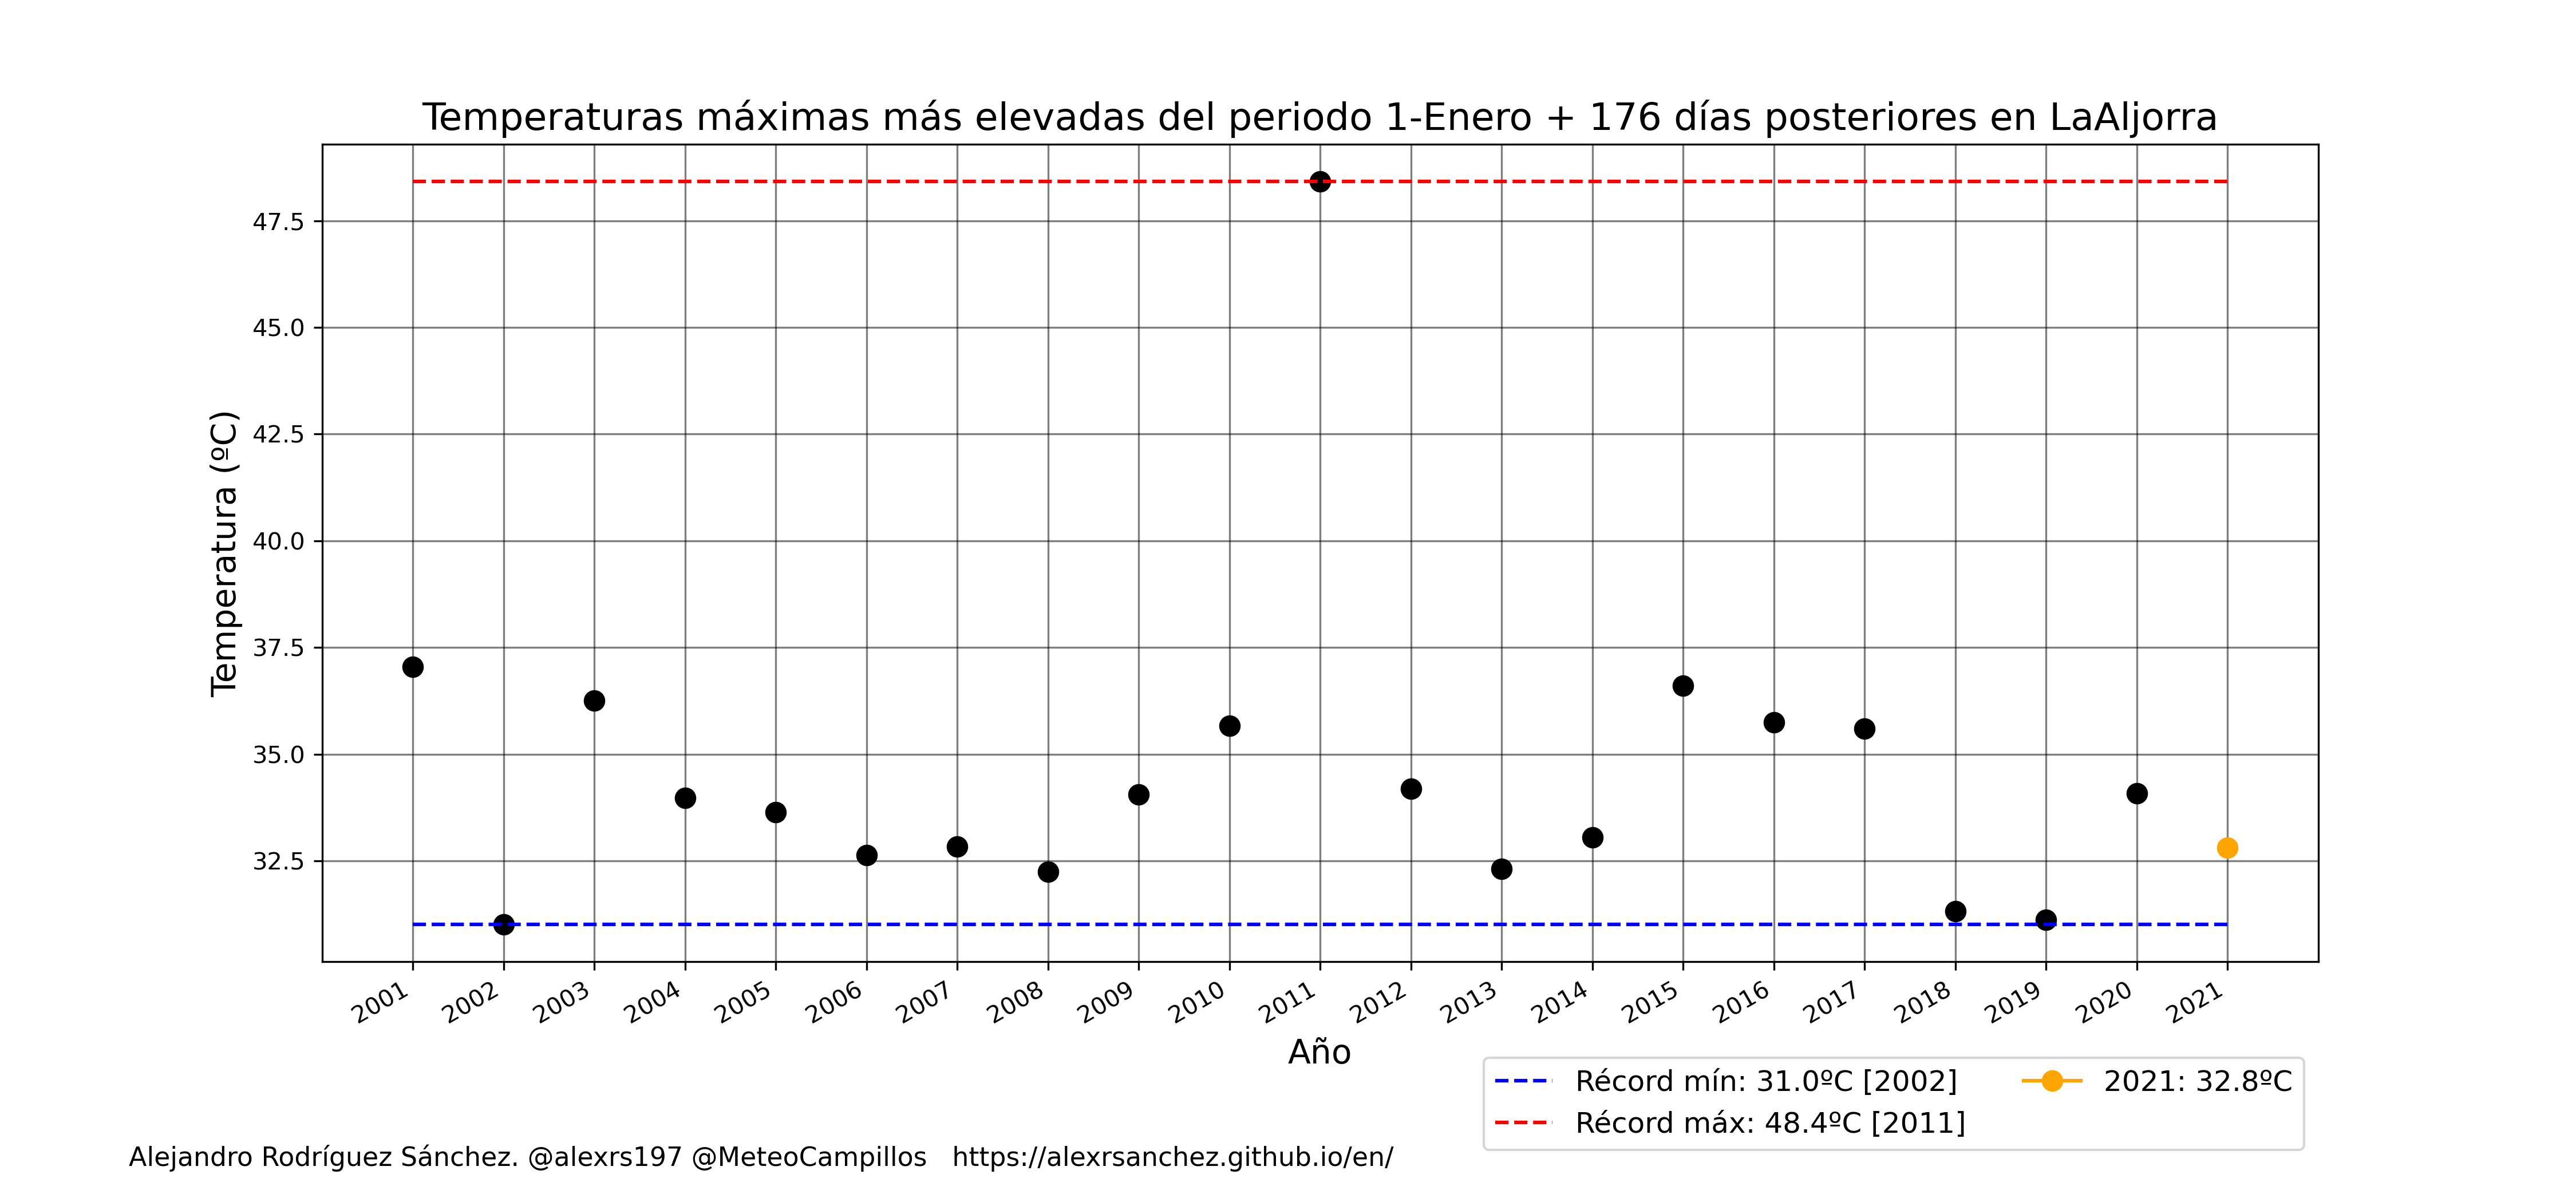 Temperaturas máximas más elevadas del periodo 1-Enero + 176 días posteriores en LaAljorra
Temperatura (ºC)
47.5
45.0
42.5
40.0
37.5
35.0
32.5
2001 2002 2003 2004 2005 2006 2007 2008 2009 2010 2011 2012 2013 2014 2015 2016 2017 2018 2019 2020 2021
Año
Récord mín: 31.0ºC [2002] 2021: 32.8ºC
Récord máx: 48.4ºC [2011]
Alejandro Rodríguez Sánchez. @alexrs197 @MeteoCampillos https://alexrsanchez.github.io/en/